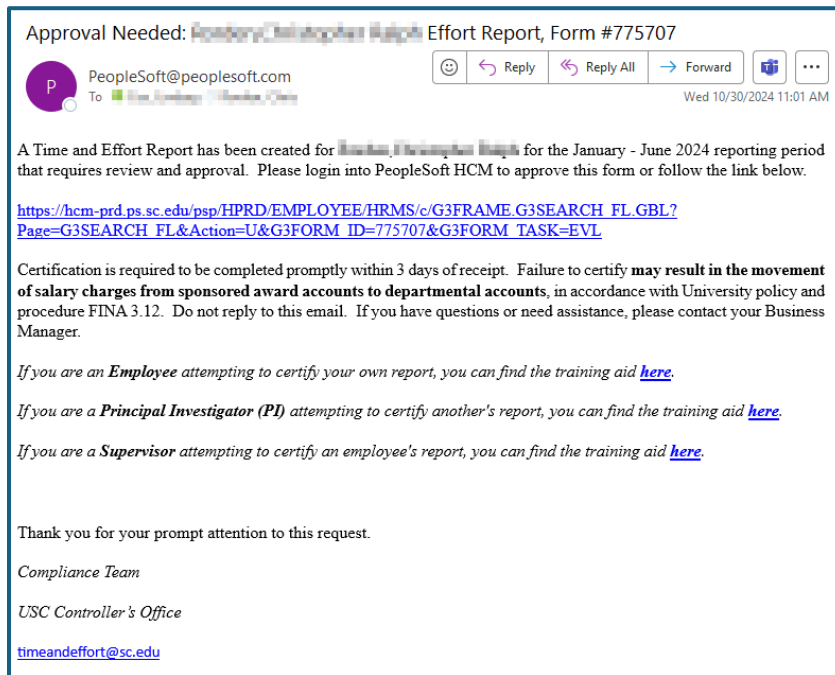 Approval Needed: Effort Report, Form #775707
Reply
Reply All
Forward
P
PeopleSoft@peoplesoft.com
To
Wed 10/30/2024 11:01 AM
A Time and Effort Report has been created for for the January - June 2024 reporting period
that requires review and approval. Please login into PeopleSoft HCM to approve this form or follow the link below.
https://hcm-prd.ps.sc.edu/psp/HPRD/EMPLOYEE/HRMS/c/G3FRAME.G3SEARCH_FL.GBL?
Page=G3SEARCH_FL&Action=U&G3FORM_ID=775707&G3FORM_TASK=EVL
Certification is required to be completed promptly within 3 days of receipt. Failure to certify may result in the movement
of salary charges from sponsored award accounts to departmental accounts, in accordance with University policy and
procedure FINA 3.12. Do not reply to this email. If you have questions or need assistance, please contact your Business
Manager.
If you are an Employee attempting to certify your own report, you can find the training aid here.
If you are a Principal Investigator (PI) attempting to certify another's report, you can find the training aid here.
If you are a Supervisor attempting to certify an employee's report, you can find the training aid here.
Thank you for your prompt attention to this request.
Compliance Team
USC Controller's Office
timeandeffort@sc.edu